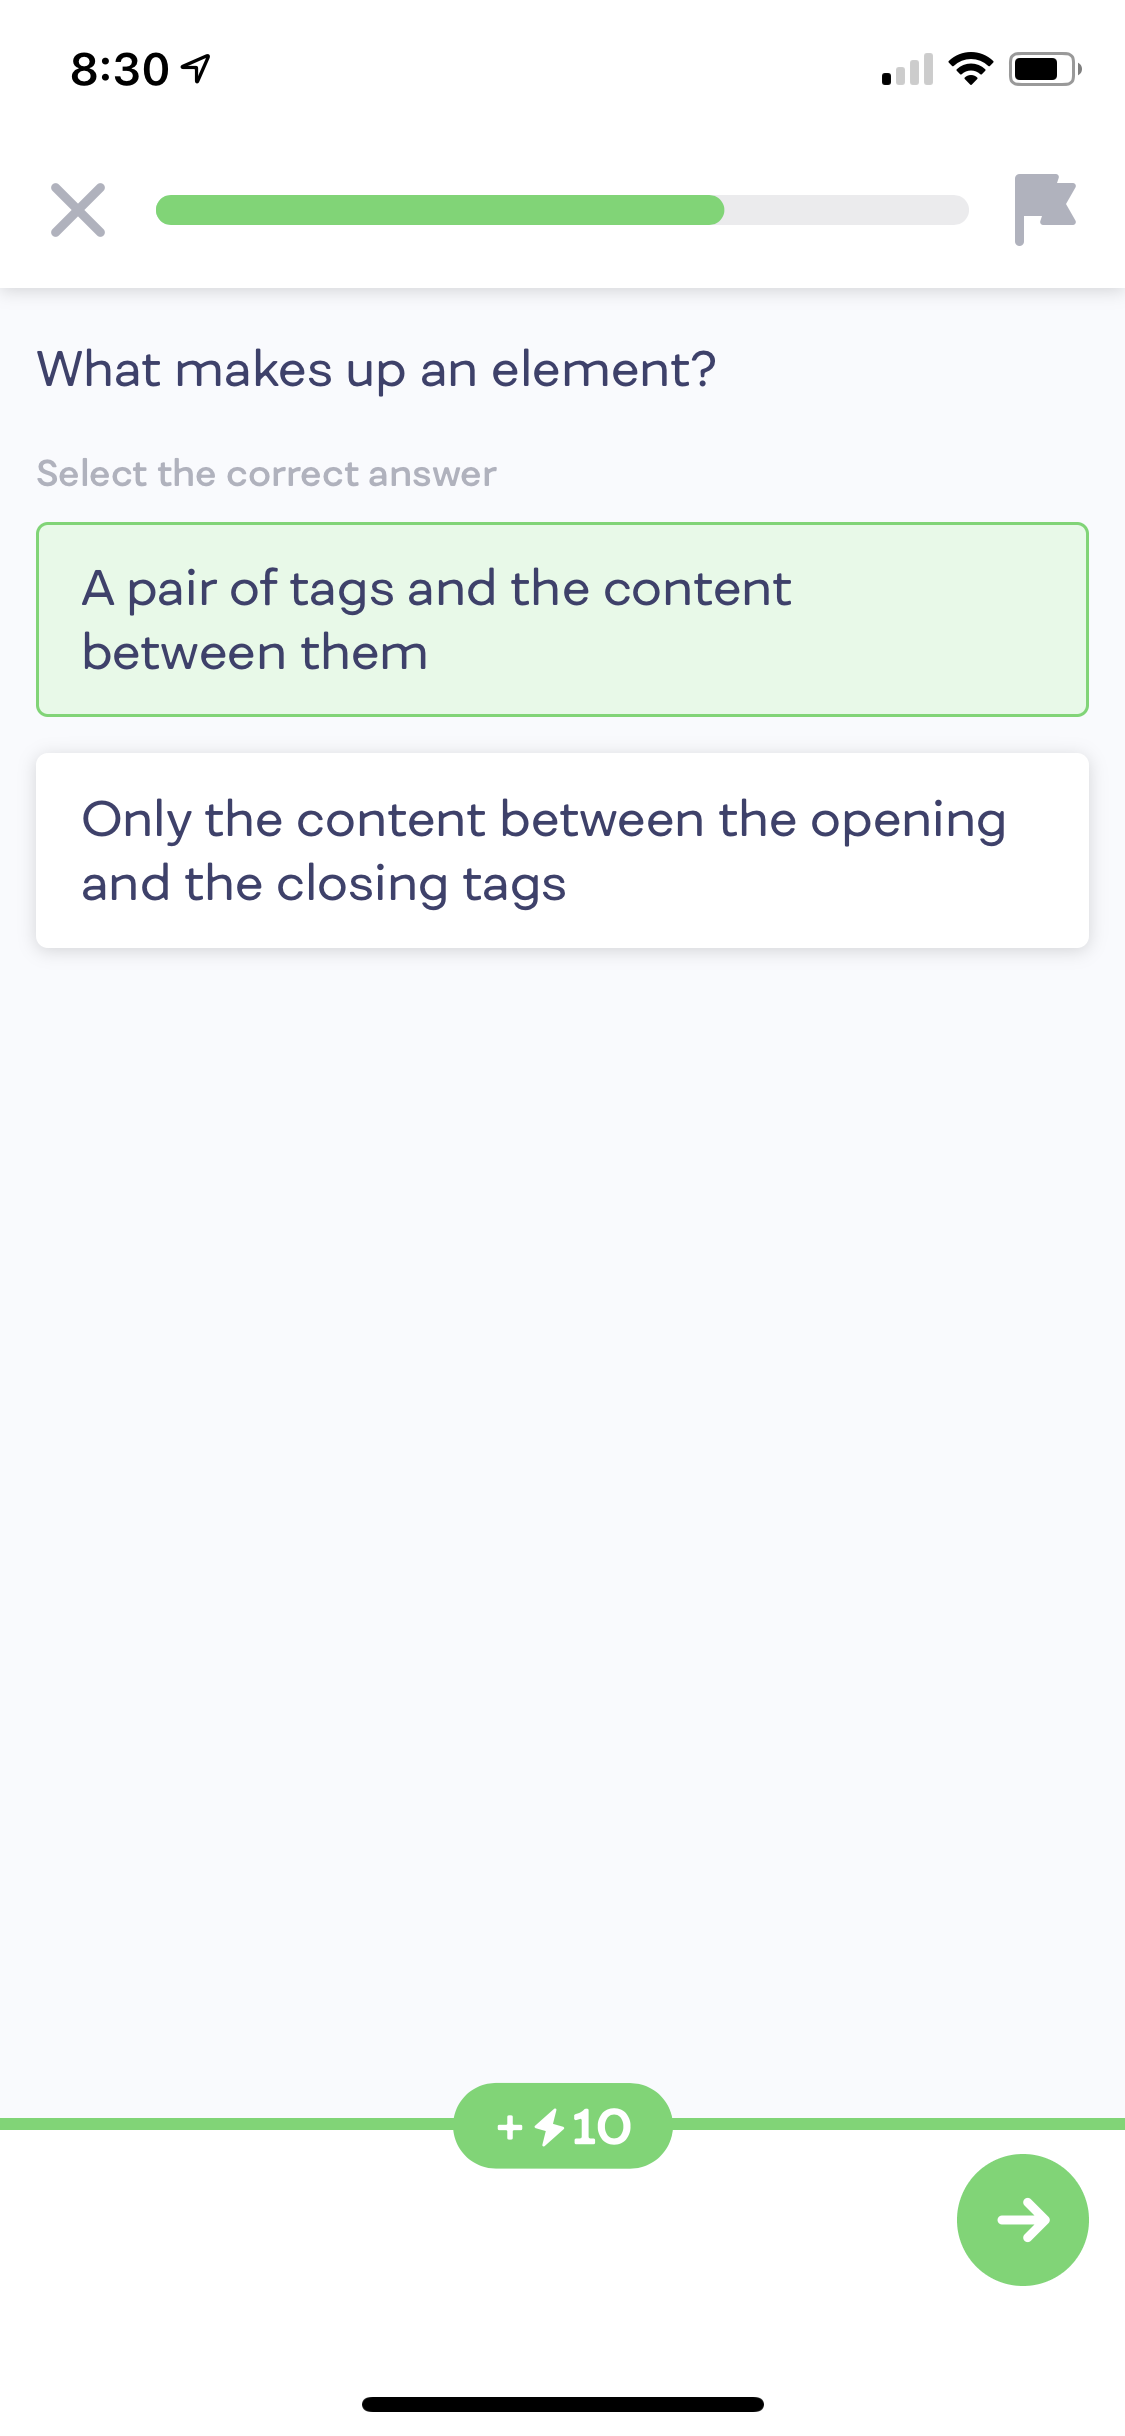 8:30
What makes up an element?
Select the correct answer
A pair of tags and the content
between them
Only the content between the opening
and the closing tags
+ 10